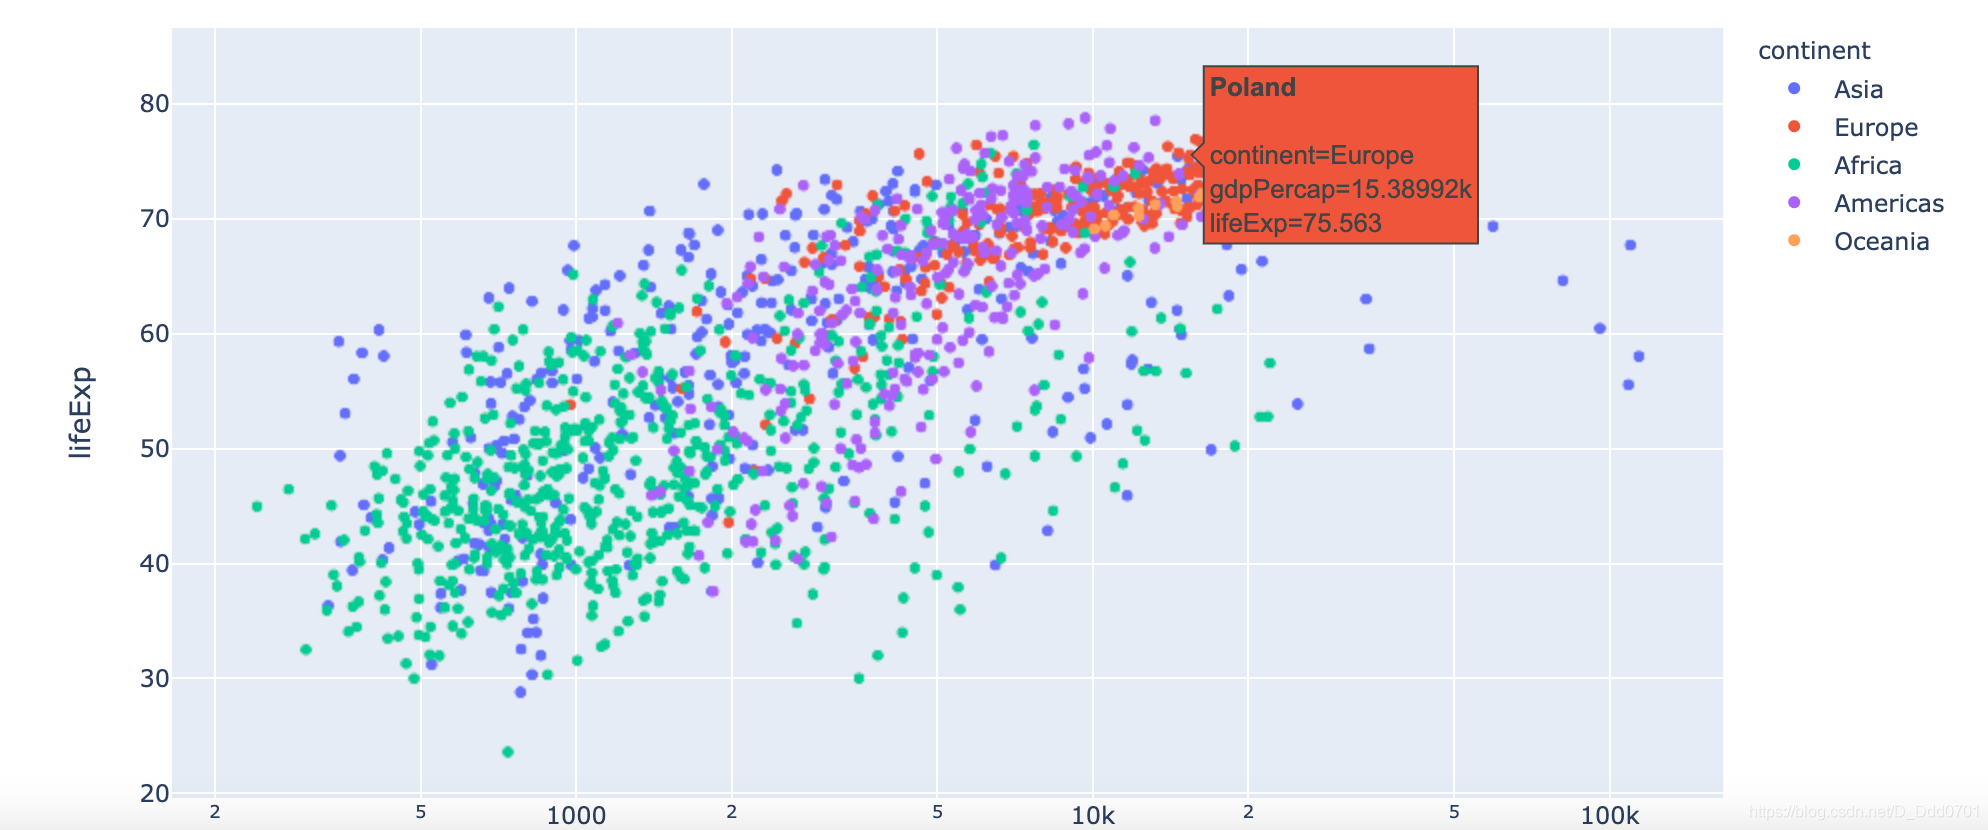 continent
Asia
Europe
Africa
Americas
Oceania
Poland
continent=Europe
gdpPercap=15.38992k
lifeExp=75.563
lifeExp
80
70
60
50
40
30
20
2 5 1000 2 5 10k 2 5 100k
https://blog.csdn.net/D_Ddd0701